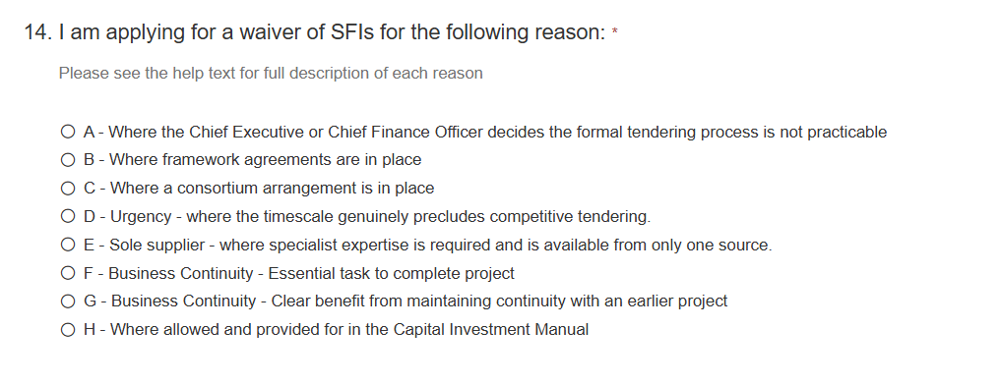 14. I am applying for a waiver of SFIs for the following reason: *
Please see the help text for full description of each reason
A - Where the Chief Executive or Chief Finance Officer decides the formal tendering process is not practicable
B - Where framework agreements are in place
C - Where a consortium arrangement is in place
D - Urgency - where the timescale genuinely precludes competitive tendering.
E - Sole supplier - where specialist expertise is required and is available from only one source.
F - Business Continuity - Essential task to complete project
G - Business Continuity - Clear benefit from maintaining continuity with an earlier project
H - Where allowed and provided for in the Capital Investment Manual